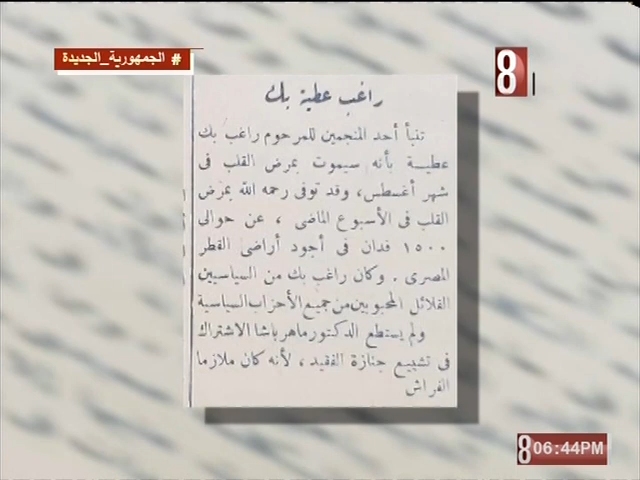 #الجمهورية_الجديدة
8
راغب عطية بك
تنبأ أحد المنجمين للمرحوم راغب بك
عطيـــة بأنه سيموت بمرض القلب فى
شهر أغسطس، وقد توفى رحمه الله بمرض
القلب فى الأسبوع الماضى ، عن حوالى
١٥٠٠ فدان فى أجود أراضى القطر
المصرى . وكان راغب بك من السياسيين
القلائل المحبوبين من جميع الأحزاب السياسية
ولم يستطع الدكتور ماهر باشا الاشتراك
فى تشييع جنازة الفقيد ، لأنه كان ملازما
الفراش
8 06:44PM